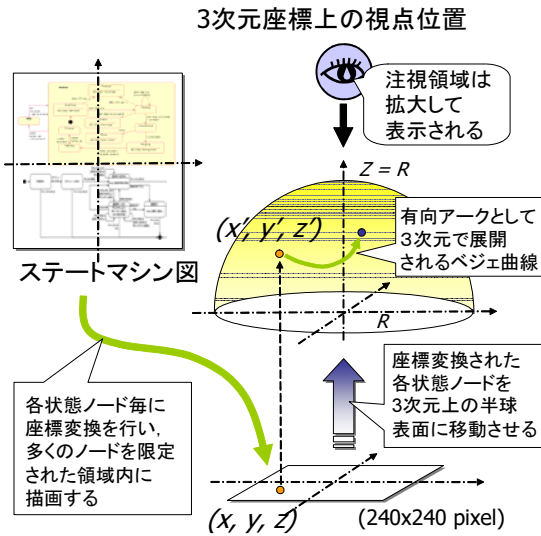 3次元座標上の視点位置
注視領域は
拡大して
表示される
Z = R
(x', y', z')
有向アークとして
3次元で展開
されるベジェ曲線
ステートマシン図
R
各状態ノード毎に
座標変換を行い,
多くのノードを限定
された領域内に
描画する
座標変換された
各状態ノードを
3次元上の半球
表面に移動させる
(x, y, z)
(240x240 pixel)